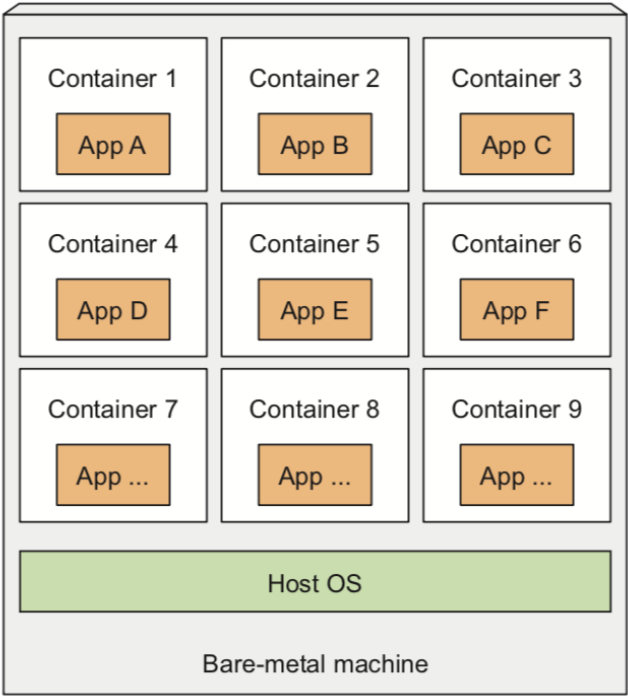 Container 1
Container 2
Container 3
App A
App B
App C
Container 4
Container 5
Container 6
App D
App E
App F
Container 7
Container 8
Container 9
App ...
App ...
App ...
Host OS
Bare-metal machine